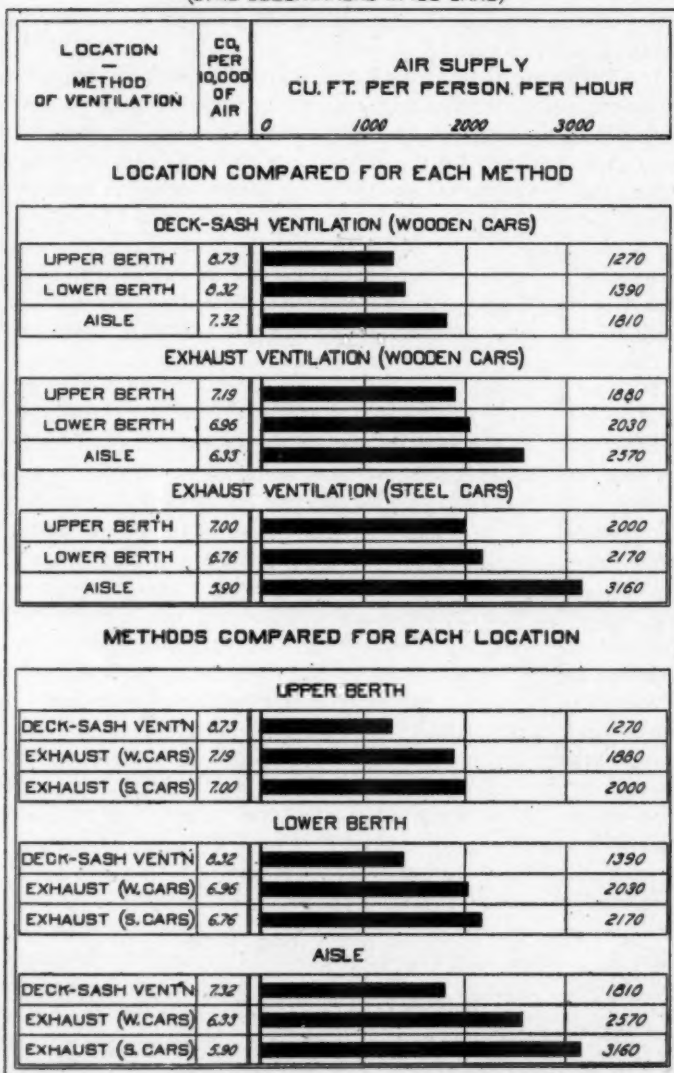 LOCATION
—
METHOD
OF VENTILATION
CO₂
PER
10,000
OF
AIR
AIR SUPPLY
CU. FT. PER PERSON. PER HOUR
0 1000 2000 3000
LOCATION COMPARED FOR EACH METHOD
DECK-SASH VENTILATION (WOODEN CARS)
UPPER BERTH 8.73 1270
LOWER BERTH 8.32 1390
AISLE 7.32 1810
EXHAUST VENTILATION (WOODEN CARS)
UPPER BERTH 7.19 1880
LOWER BERTH 6.96 2030
AISLE 6.33 2570
EXHAUST VENTILATION (STEEL CARS)
UPPER BERTH 7.00 2000
LOWER BERTH 6.76 2170
AISLE 5.90 3160
METHODS COMPARED FOR EACH LOCATION
UPPER BERTH
DECK-SASH VENT'N 8.73 1270
EXHAUST (W. CARS) 7.19 1880
EXHAUST (S. CARS) 7.00 2000
LOWER BERTH
DECK-SASH VENT'N 8.32 1390
EXHAUST (W. CARS) 6.96 2030
EXHAUST (S. CARS) 6.76 2170
AISLE
DECK-SASH VENT'N 7.32 1810
EXHAUST (W. CARS) 6.33 2570
EXHAUST (S. CARS) 5.90 3160